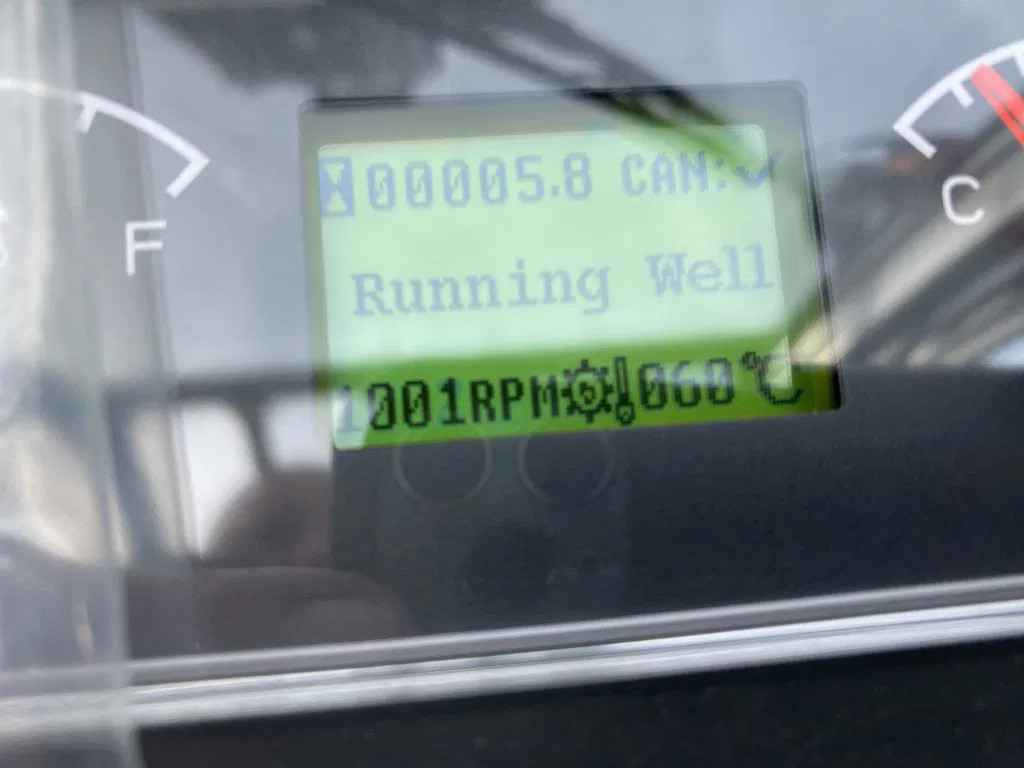 F
00005.8 CAN:✓
Running Well
1001RPM 060℃
C